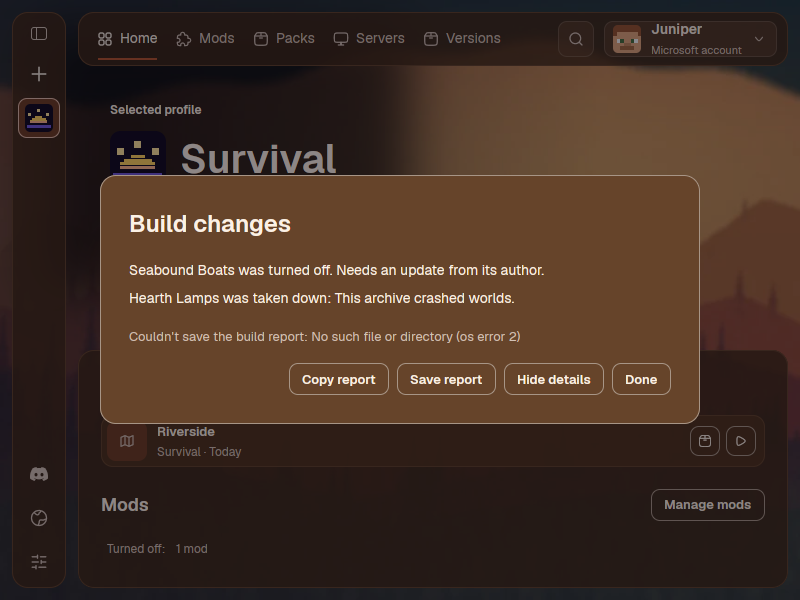 Home
Mods
Packs
Servers
Versions
Juniper
Microsoft account
Selected profile
Survival
Build changes
Seabound Boats was turned off. Needs an update from its author.
Hearth Lamps was taken down: This archive crashed worlds.
Couldn't save the build report: No such file or directory (os error 2)
Copy report
Save report
Hide details
Done
Riverside
Survival · Today
Mods
Manage mods
Turned off: 1 mod